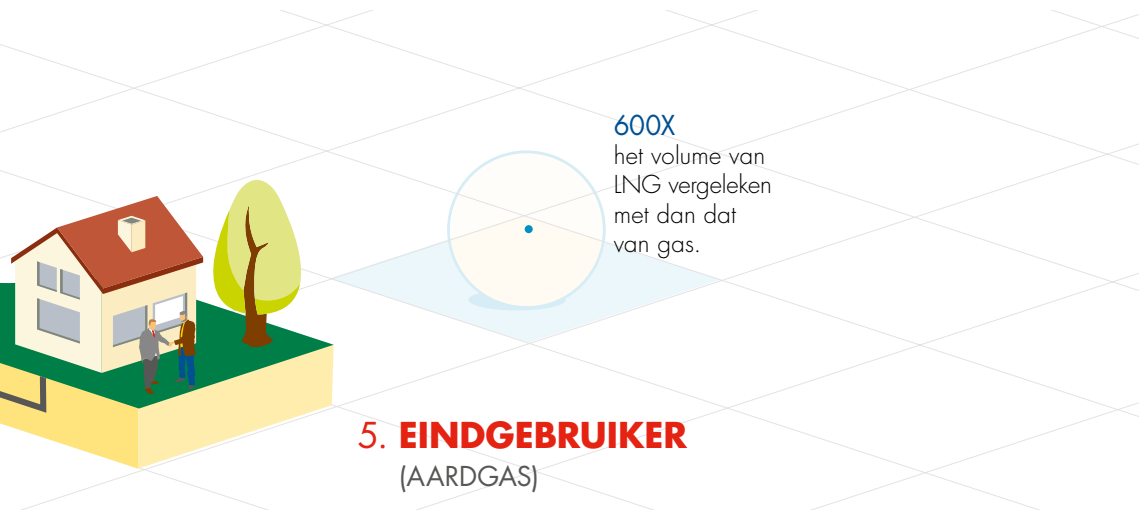 600X
het volume van
LNG vergeleken
met dan dat
van gas.
5. EINDGEBRUIKER
(AARDGAS)